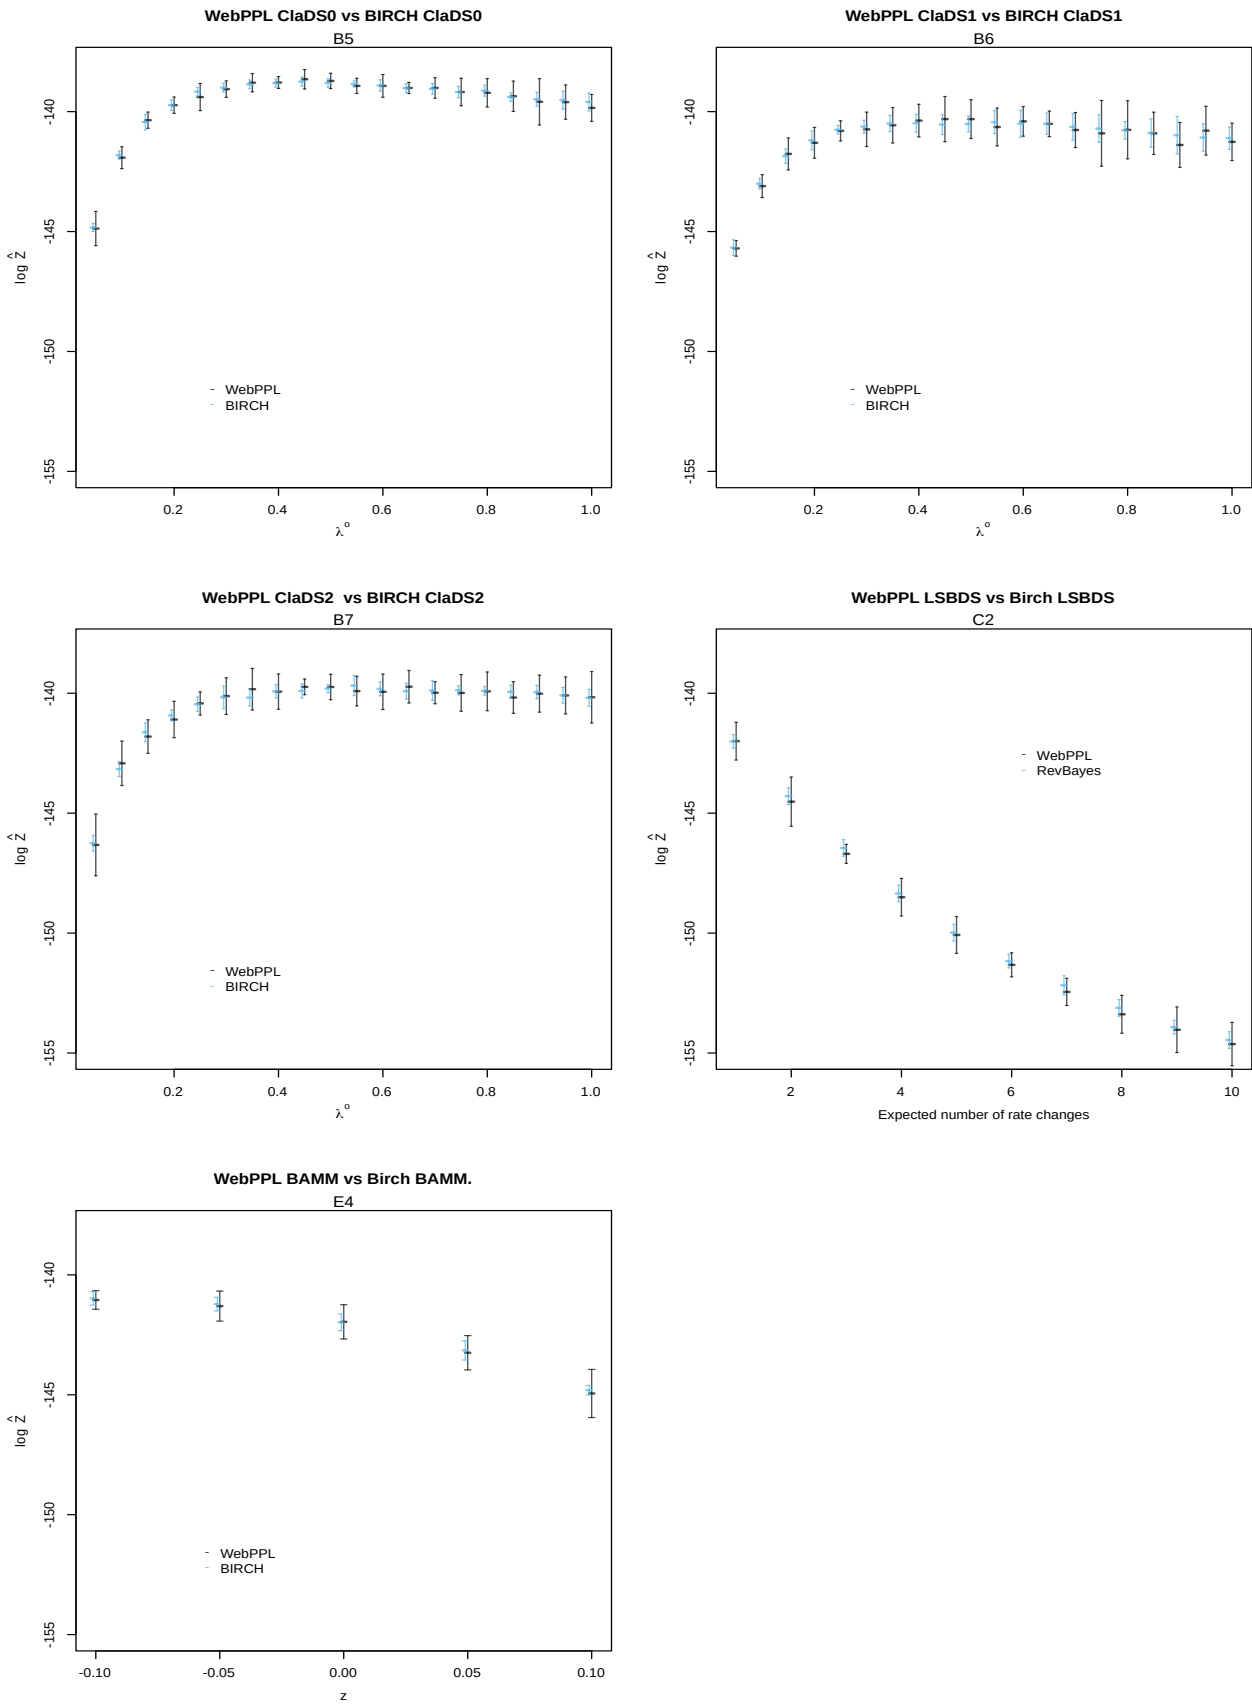 WebPPL ClaDS0 vs BIRCH ClaDS0
B5
-140
-145
-150
-155
log Ẑ
WebPPL
BIRCH
0.2 0.4 0.6 0.8 1.0
λ°
WebPPL ClaDS1 vs BIRCH ClaDS1
B6
-140
-145
-150
-155
log Ẑ
WebPPL
BIRCH
0.2 0.4 0.6 0.8 1.0
λ°
WebPPL ClaDS2 vs BIRCH ClaDS2
B7
-140
-145
-150
-155
log Ẑ
WebPPL
BIRCH
0.2 0.4 0.6 0.8 1.0
λ°
WebPPL LSBDS vs Birch LSBDS
C2
-140
-145
-150
-155
log Ẑ
WebPPL
RevBayes
2 4 6 8 10
Expected number of rate changes
WebPPL BAMM vs Birch BAMM.
E4
-140
-145
-150
-155
log Ẑ
WebPPL
BIRCH
-0.10 -0.05 0.00 0.05 0.10
z